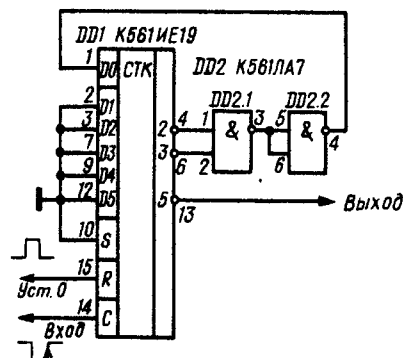 DD1 К561ИЕ19
1 D0 СТК DD2 К561ЛА7
DD2.1 DD2.2
2 D1
3 D2 2 4 1 & 3 5 & 4
7 D3 3 6 2 6
9 D4
12 D5 5 13 Выход
10 S
15 R
Уст. 0
14 C
Вход